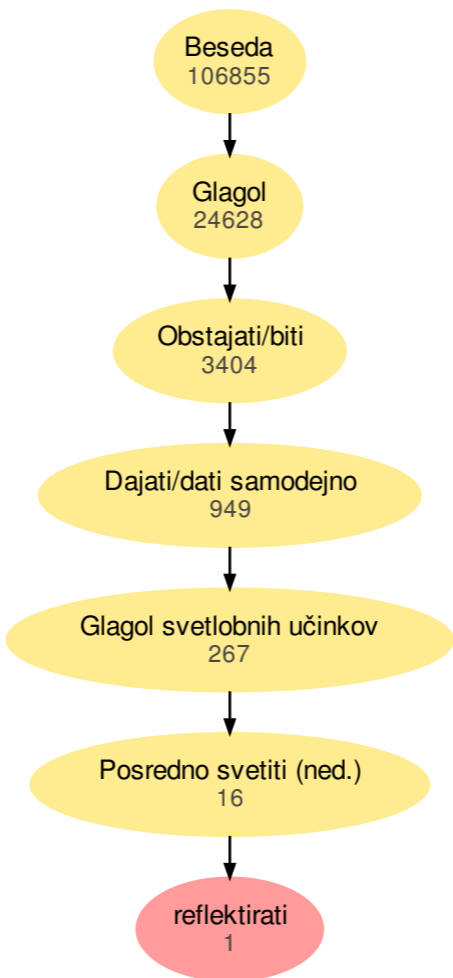 Beseda
106855
Glagol
24628
Obstajati/biti
3404
Dajati/dati samodejno
949
Glagol svetlobnih učinkov
267
Posredno svetiti (ned.)
16
reflektirati
1